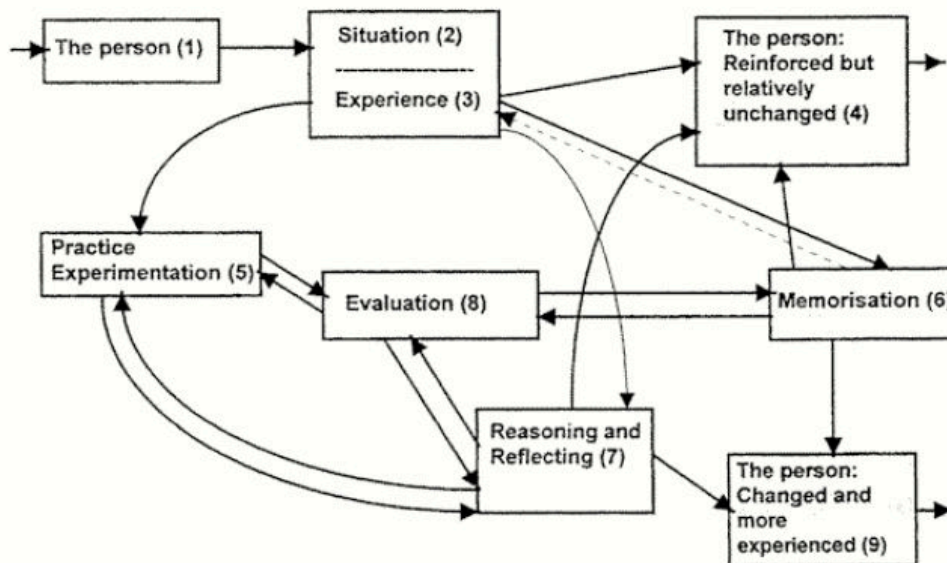 The person (1)
Situation (2)
Experience (3)
The person:
Reinforced but
relatively
unchanged (4)
Practice
Experimentation (5)
Evaluation (8)
Memorisation (6)
Reasoning and
Reflecting (7)
The person:
Changed and
more
experienced (9)